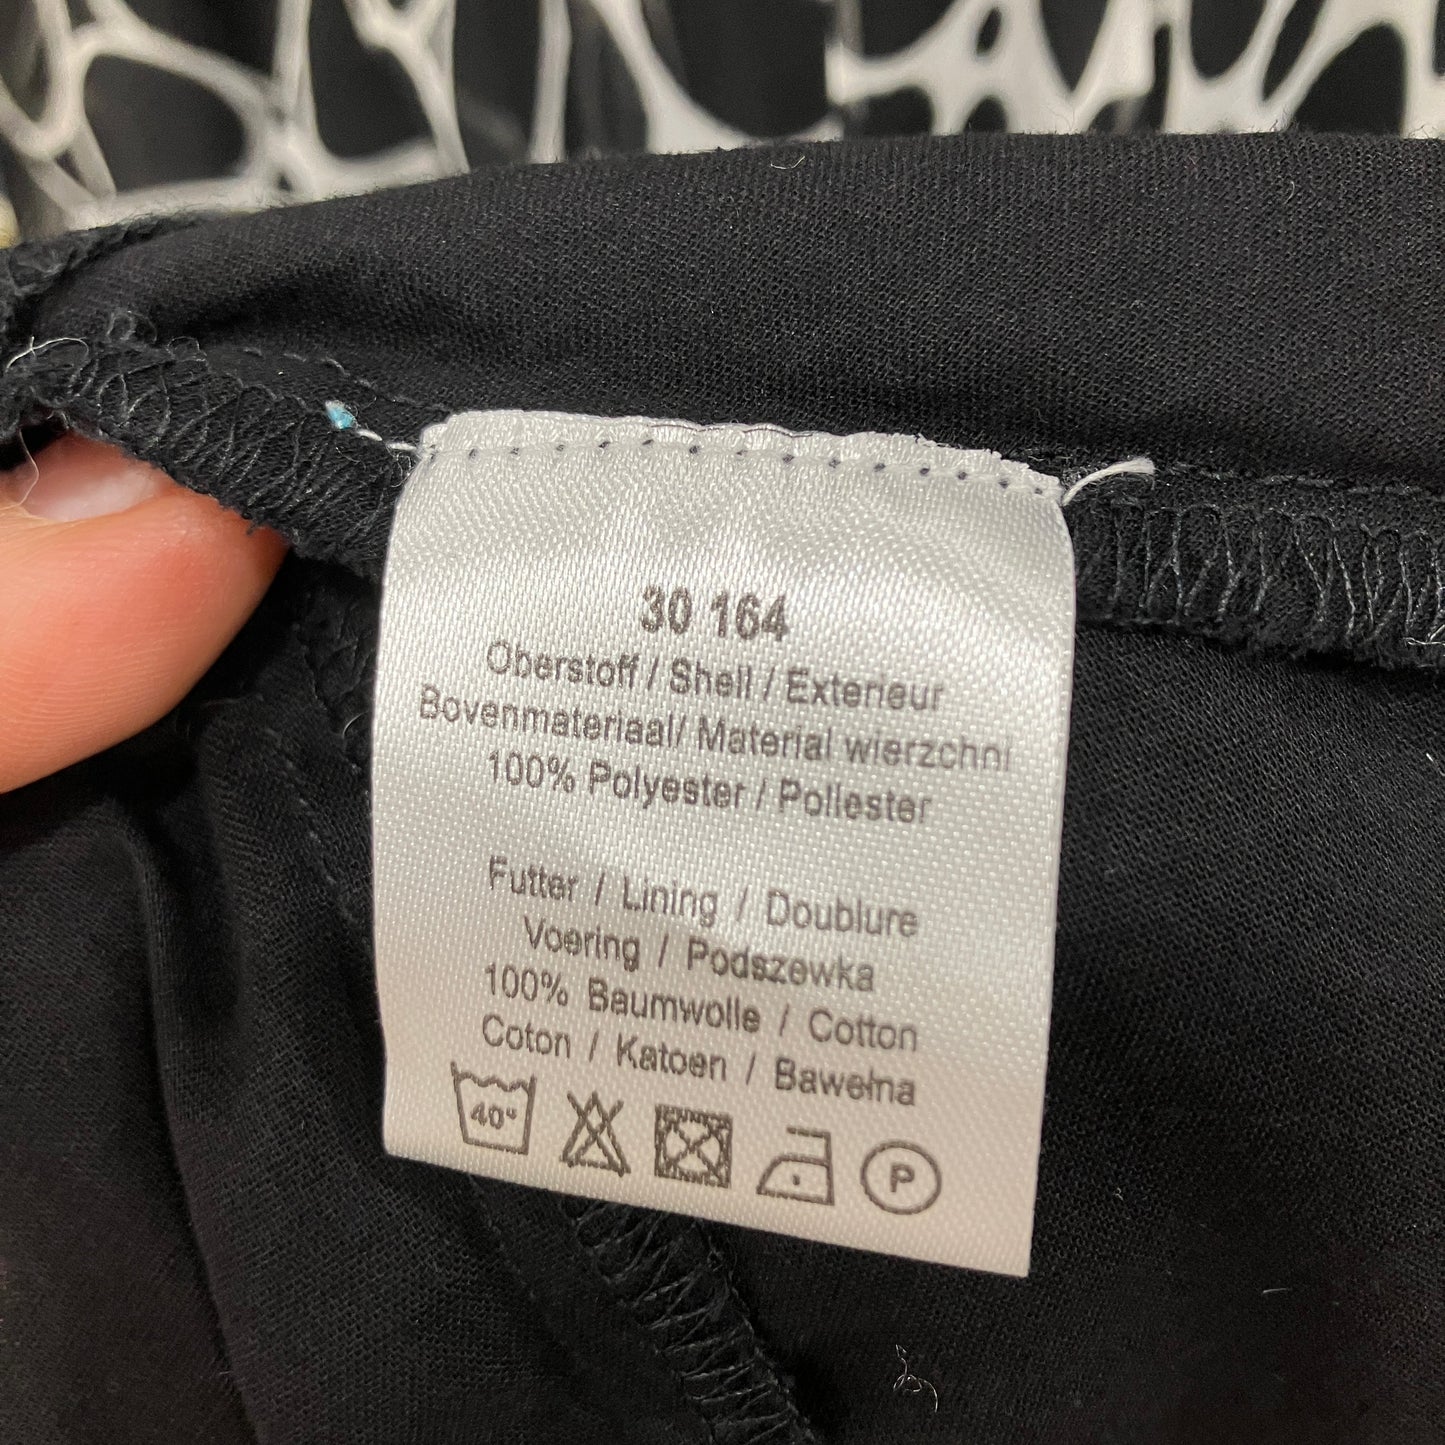 30 164
Oberstoff / Shell / Exterieur
Bovenmateriaal/ Material wierzchni
100% Polyester / Poliester
Futter / Lining / Doublure
Voering / Podszewka
100% Baumwolle / Cotton
Coton / Katoen / Bawełna
40°
P